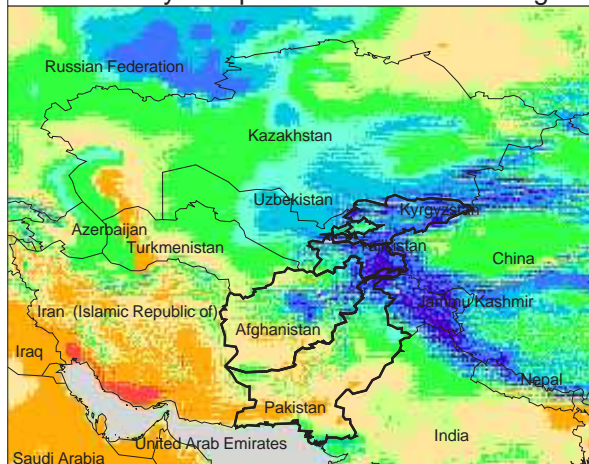 Russian Federation
Kazakhstan
Uzbekistan
Kyrgyzstan
Azerbaijan
Turkmenistan
China
Iran (Islamic Republic of)
Jammu Kashmir
Afghanistan
Iraq
Nepal
Pakistan
India
United Arab Emirates
Saudi Arabia